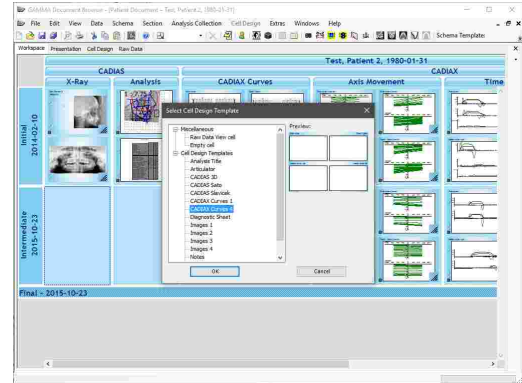 GAMMA Document Browser - [Patient Document - Test, Patient 2, 1980-01-31]
File Edit View Data Schema Section Analysis Collection Cell Design Extras Windows Help
Schema Template:
Workspace Presentation Cell Design Raw Data
Test, Patient 2, 1980-01-31
CADIAS CADIAX
X-Ray Analysis CADIAX Curves Axis Movement Time
Initial
2014-02-10
Select Cell Design Template
Miscellaneous
Raw Data View cell
Empty cell
Cell Design Templates
Analysis Title
Articulator
CADIAS 3D
CADIAS Sato
CADIAS Slavicek
CADIAX Curves 1
CADIAX Curves 4
Diagnostic Sheet
Images 1
Images 2
Images 3
Images 4
Notes
Preview:
OK Cancel
Intermediate
2015-10-23
Final - 2015-10-23